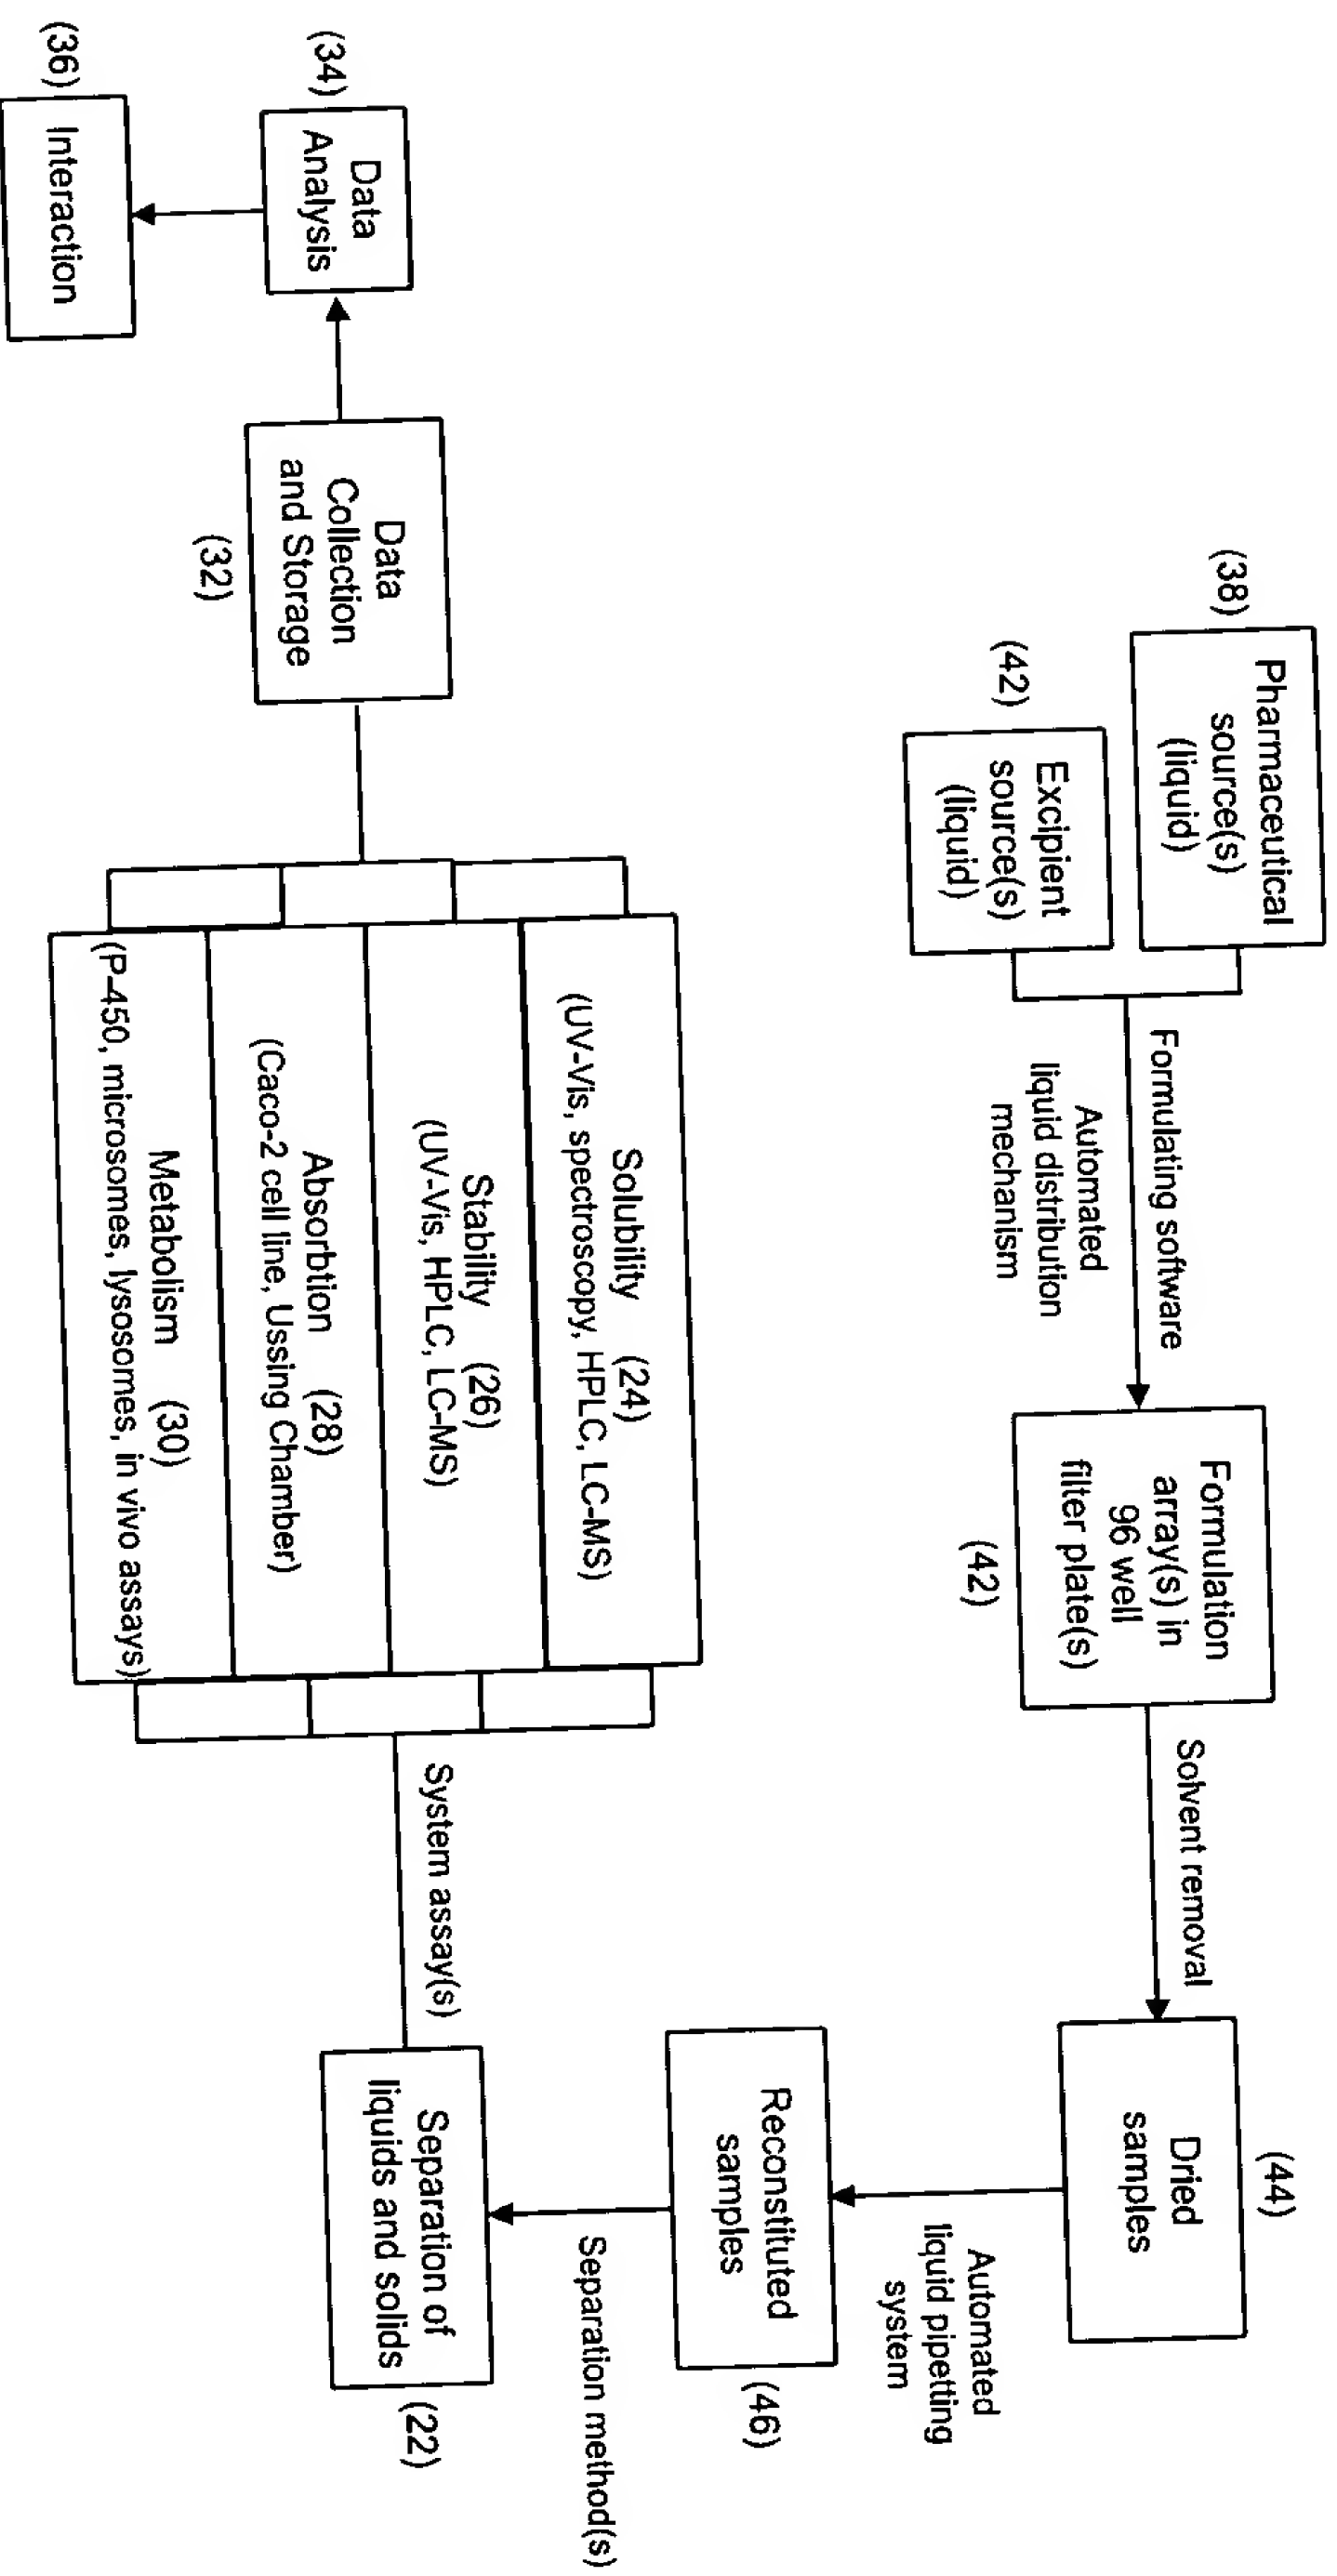 (38)
Pharmaceutical
source(s)
(liquid)
(42)
Excipient
source(s)
(liquid)
Formulating software
Automated
liquid distribution
mechanism
Formulation
array(s) in
96 well
filter plate(s)
(42)
Solvent removal
(44)
Dried
samples
Automated
liquid pipetting
system
Reconstituted
samples
(46)
Separation method(s)
Separation of
liquids and solids
(22)
System assay(s)
Solubility (24)
(UV-Vis, spectroscopy, HPLC, LC-MS)
Stability (26)
(UV-Vis, HPLC, LC-MS)
Absorbtion (28)
(Caco-2 cell line, Ussing Chamber)
Metabolism (30)
(P-450, microsomes, lysosomes, in vivo assays)
Data
Collection
and Storage
(32)
(34)
Data
Analysis
(36)
Interaction